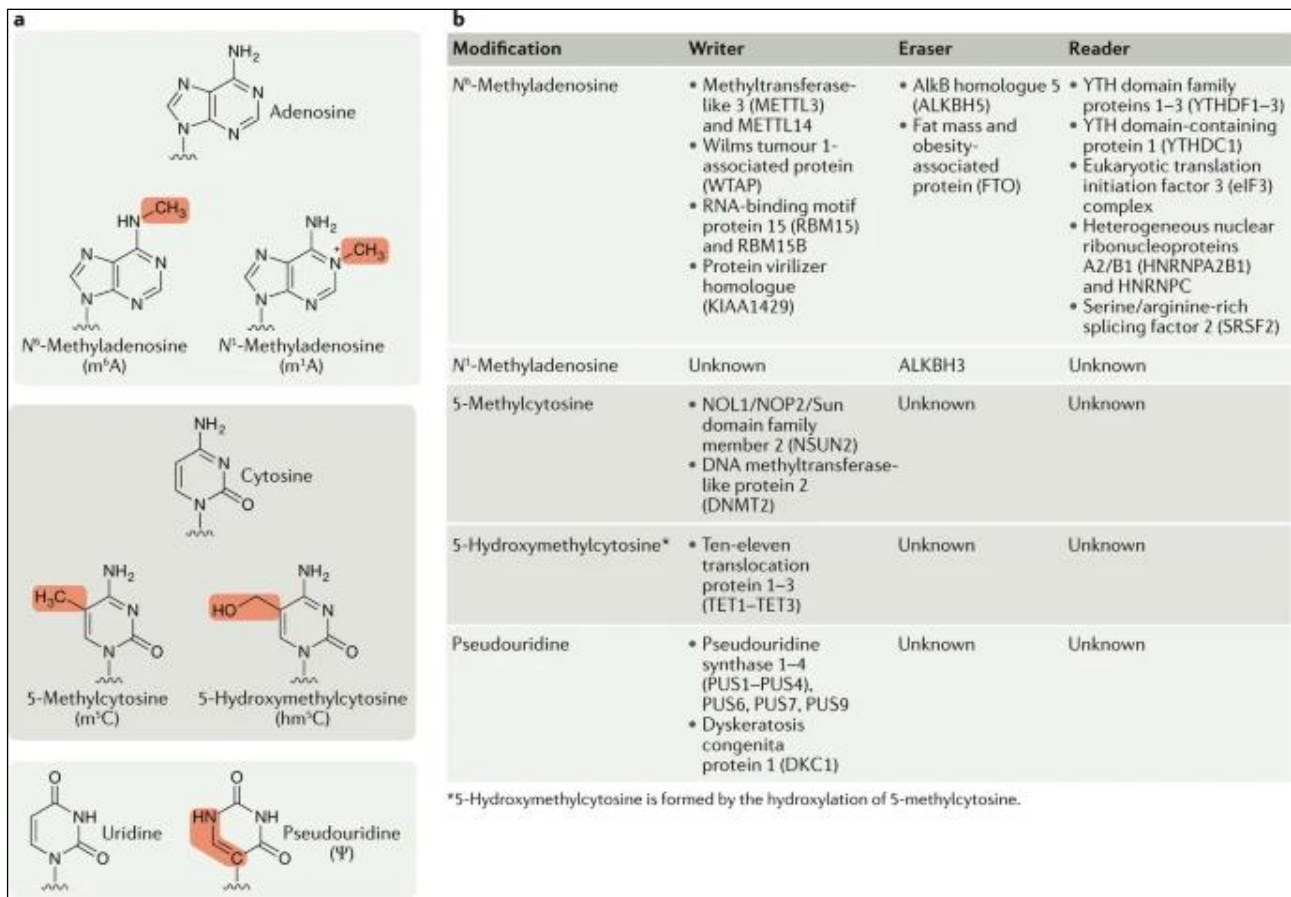 a
NH₂
N
N
N
N
Adenosine
CH₃
HN
N
N
N
N
N⁶-Methyladenosine
(m⁶A)
NH₂
N
N
+
CH₃
N
N
N¹-Methyladenosine
(m¹A)
NH₂
N
N
O
Cytosine
NH₂
H₃C
N
N
O
5-Methylcytosine
(m⁵C)
NH₂
HO
N
N
O
5-Hydroxymethylcytosine
(hm⁵C)
O
NH
N
O
Uridine
O
HN
NH
C
O
Pseudouridine
(Ψ)
b
Modification Writer Eraser Reader
N⁶-Methyladenosine
• Methyltransferase-
like 3 (METTL3)
and METTL14
• Wilms tumour 1-
associated protein
(WTAP)
• RNA-binding motif
protein 15 (RBM15)
and RBM15B
• Protein virilizer
homologue
(KIAA1429)
• AlkB homologue 5
(ALKBH5)
• Fat mass and
obesity-
associated
protein (FTO)
• YTH domain family
proteins 1–3 (YTHDF1–3)
• YTH domain-containing
protein 1 (YTHDC1)
• Eukaryotic translation
initiation factor 3 (eIF3)
complex
• Heterogeneous nuclear
ribonucleoproteins
A2/B1 (HNRNPA2B1)
and HNRNPC
• Serine/arginine-rich
splicing factor 2 (SRSF2)
N¹-Methyladenosine Unknown ALKBH3 Unknown
5-Methylcytosine
• NOL1/NOP2/Sun
domain family
member 2 (NSUN2)
• DNA methyltransferase-
like protein 2
(DNMT2)
Unknown
Unknown
5-Hydroxymethylcytosine*
• Ten-eleven
translocation
protein 1–3
(TET1–TET3)
Unknown
Unknown
Pseudouridine
• Pseudouridine
synthase 1–4
(PUS1–PUS4),
PUS6, PUS7, PUS9
• Dyskeratosis
congenita
protein 1 (DKC1)
Unknown
Unknown
*5-Hydroxymethylcytosine is formed by the hydroxylation of 5-methylcytosine.